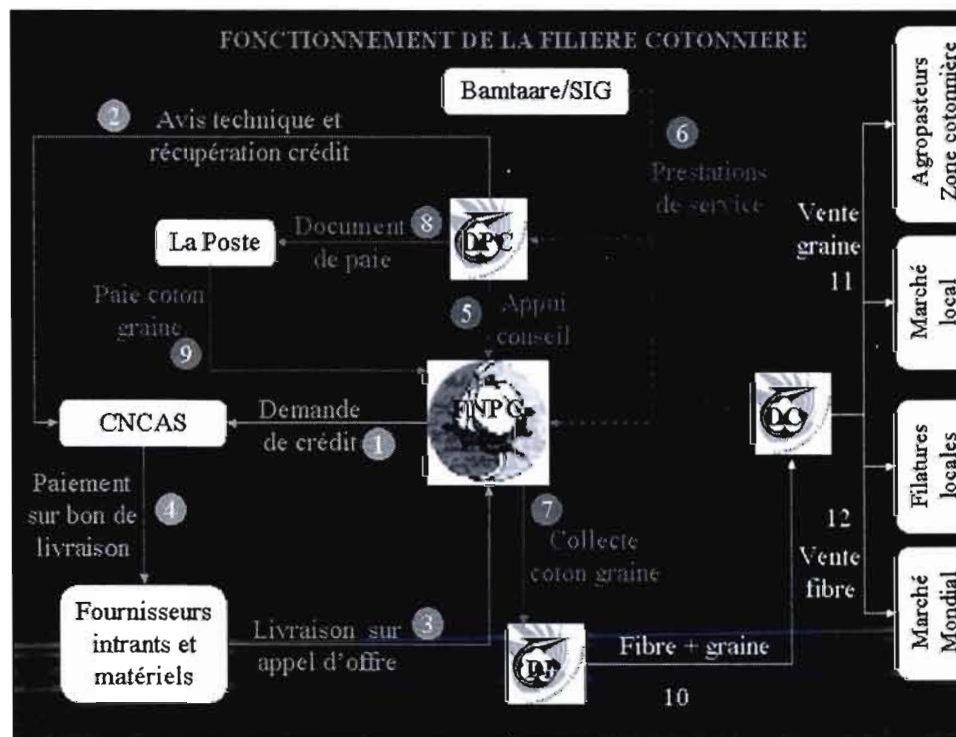 FONCTIONNEMENT DE LA FILIERE COTONNIERE
Bamtaare/SIG
2
Avis technique et
récupération crédit
6
Prestations
de service
Agropasteurs
Zone cotonnière
La Poste
Document
8
de paie
DPC
Vente
graine
11
Paie coton
graine
9
5
Appui
conseil
Marché
local
FNPC
CNCAS
Demande
de crédit
1
DC
Filatures
locales
Paiement
sur bon de
livraison
4
7
Collecte
coton graine
12
Vente
fibre
Fournisseurs
intrants et
matériels
Livraison sur
3
appel d'offre
Fibre + graine
10
Marché
Mondial